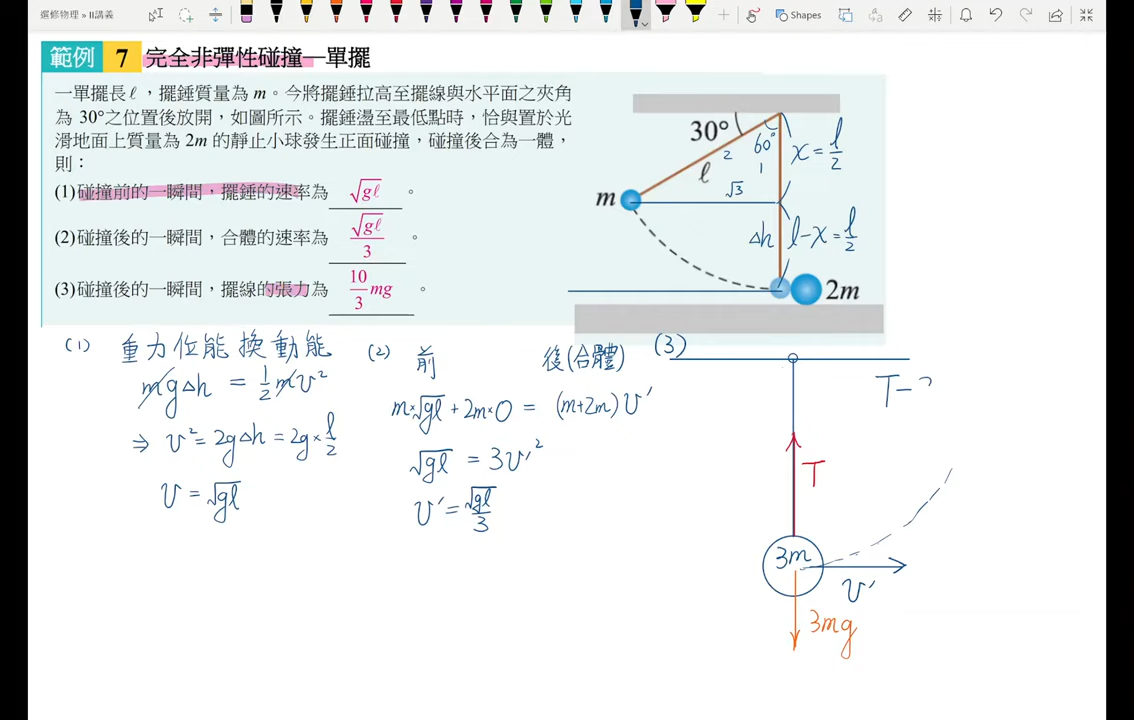 選修物理 - II講義
Shapes
範例 7 完全非彈性碰撞—單擺
一單擺長ℓ，擺錘質量為 m。今將擺錘拉高至擺線與水平面之夾角
為 30°之位置後放開，如圖所示。擺錘盪至最低點時，恰與置於光
滑地面上質量為 2m 的靜止小球發生正面碰撞，碰撞後合為一體，
則：
(1)碰撞前的一瞬間，擺錘的速率為 √gℓ 。
(2)碰撞後的一瞬間，合體的速率為 √gℓ/3 。
(3)碰撞後的一瞬間，擺線的張力為 10/3 mg 。
30°
60°
2
1
√3
ℓ
m
x = l/2
Δh
l-x = l/2
2m
(1) 重力位能換動能
mgΔh = 1/2 mv²
⇒ v² = 2gΔh = 2g × l/2
v = √gl
(2) 前 後(合體)
m×√gl + 2m×0 = (m+2m)v'
√gl = 3v'²
v' = √gl/3
(3)
T-
T
3m
v'
3mg